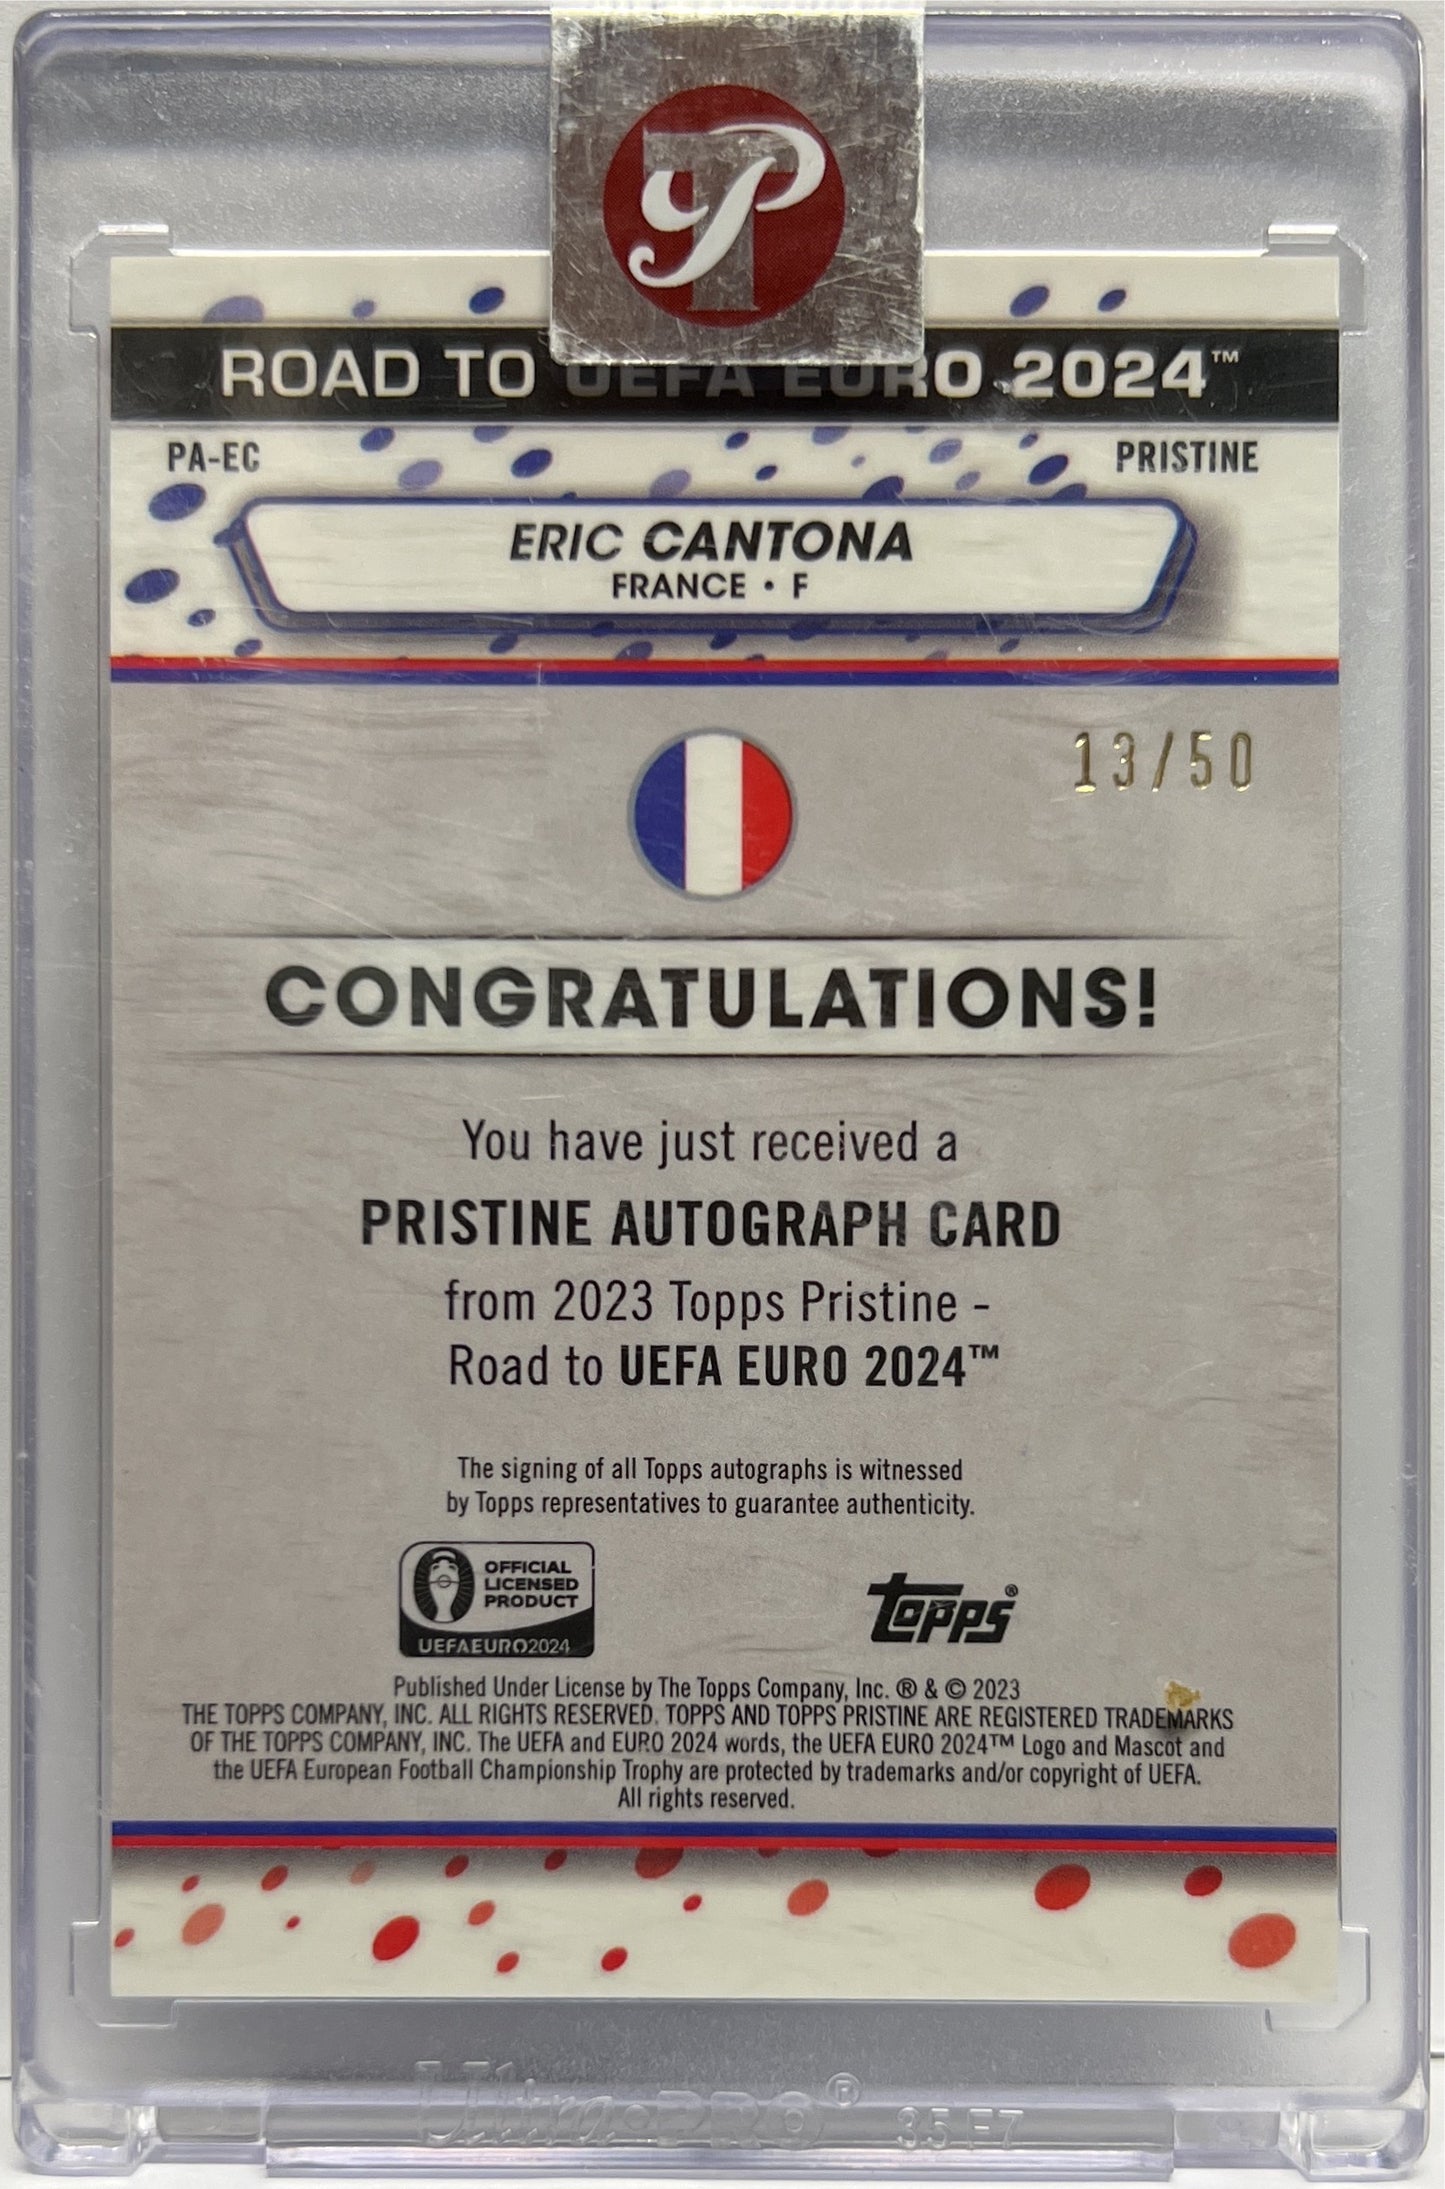 ROAD TO UEFA EURO 2024™
PA-EC
PRISTINE
ERIC CANTONA
FRANCE • F
13/50
CONGRATULATIONS!
You have just received a
PRISTINE AUTOGRAPH CARD
from 2023 Topps Pristine -
Road to UEFA EURO 2024™
The signing of all Topps autographs is witnessed
by Topps representatives to guarantee authenticity.
OFFICIAL
LICENSED
PRODUCT
UEFAEURO2024
Topps®
Published Under License by The Topps Company, Inc. ® & © 2023
THE TOPPS COMPANY, INC. ALL RIGHTS RESERVED. TOPPS AND TOPPS PRISTINE ARE REGISTERED TRADEMARKS
OF THE TOPPS COMPANY, INC. The UEFA and EURO 2024 words, the UEFA EURO 2024™ Logo and Mascot and
the UEFA European Football Championship Trophy are protected by trademarks and/or copyright of UEFA.
All rights reserved.
Ultra•PRO® 35F7